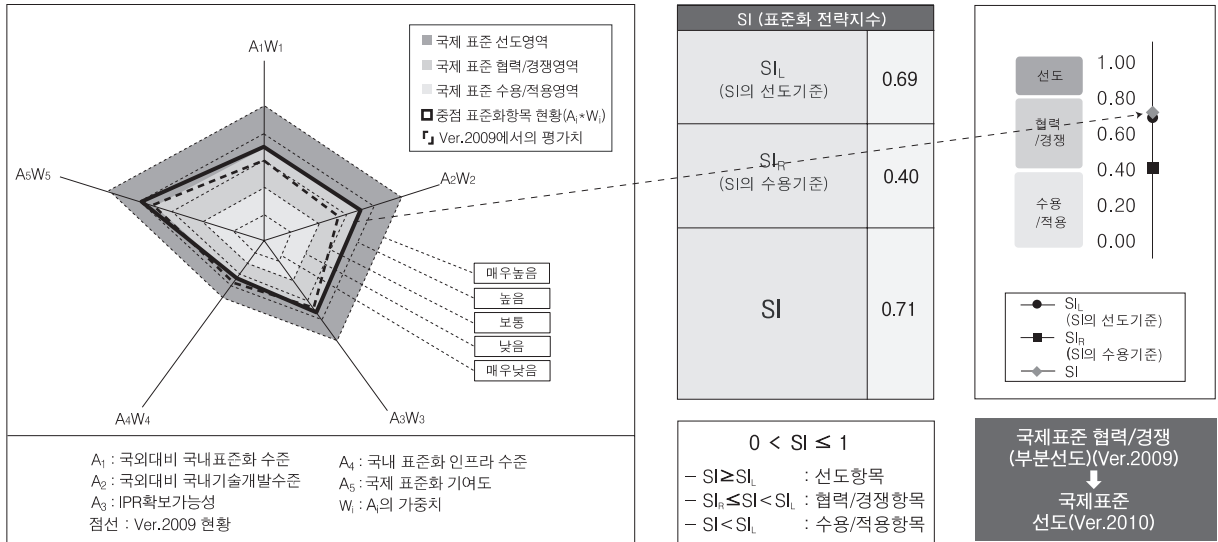 A₁W₁
A₂W₂
A₃W₃
A₄W₄
A₅W₅
국제 표준 선도영역
국제 표준 협력/경쟁영역
국제 표준 수용/적용영역
중점 표준화항목 현황(Aᵢ*Wᵢ)
Ver.2009에서의 평가치
매우높음
높음
보통
낮음
매우낮음
A₁ : 국외대비 국내표준화 수준
A₂ : 국외대비 국내기술개발수준
A₃ : IPR확보가능성
점선 : Ver.2009 현황
A₄ : 국내 표준화 인프라 수준
A₅ : 국제 표준화 기여도
Wᵢ : Aᵢ의 가중치
SI (표준화 전략지수)
SI_L
(SI의 선도기준)
0.69
SI_R
(SI의 수용기준)
0.40
SI
0.71
0 < SI ≤ 1
– SI≥SI_L : 선도항목
– SI_R≤SI<SI_L : 협력/경쟁항목
– SI<SI_L : 수용/적용항목
선도
협력
/경쟁
수용
/적용
1.00
0.80
0.60
0.40
0.20
0.00
SI_L
(SI의 선도기준)
SI_R
(SI의 수용기준)
SI
국제표준 협력/경쟁
(부분선도)(Ver.2009)
국제표준
선도(Ver.2010)